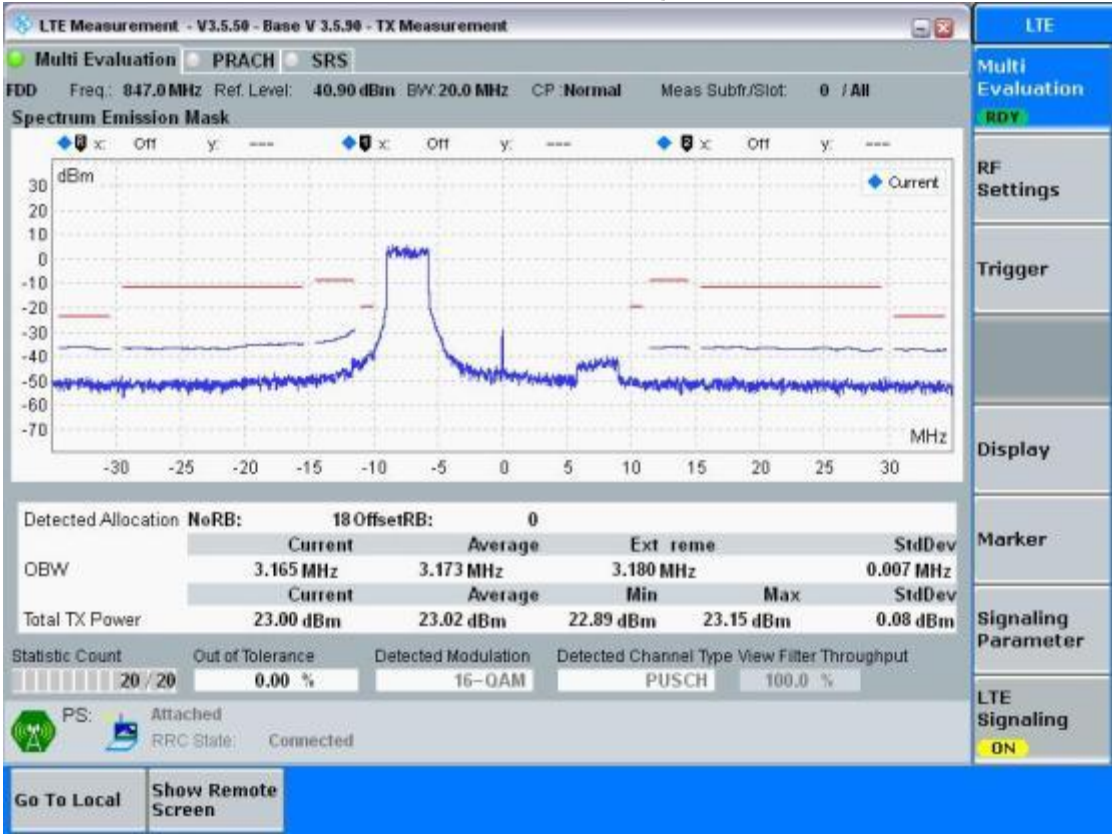 LTE Measurement - V3.5.50 - Base V 3.5.90 - TX Measurement
Multi Evaluation PRACH SRS
FDD Freq.: 847.0 MHz Ref. Level: 40.90 dBm BW: 20.0 MHz CP :Normal Meas Subfr./Slot: 0 / All
Spectrum Emission Mask
x: Off y: --- x: Off y: --- x: Off y: ---
dBm
Current
30
20
10
0
-10
-20
-30
-40
-50
-60
-70
MHz
-30 -25 -20 -15 -10 -5 0 5 10 15 20 25 30
Detected Allocation NoRB: 18 OffsetRB: 0
Current Average Ext reme StdDev
OBW 3.165 MHz 3.173 MHz 3.180 MHz 0.007 MHz
Current Average Min Max StdDev
Total TX Power 23.00 dBm 23.02 dBm 22.89 dBm 23.15 dBm 0.08 dBm
Statistic Count Out of Tolerance Detected Modulation Detected Channel Type View Filter Throughput
20 / 20 0.00 % 16-QAM PUSCH 100.0 %
PS: Attached
RRC State: Connected
Go To Local
Show Remote
Screen
LTE
Multi
Evaluation
RDY
RF
Settings
Trigger
Display
Marker
Signaling
Parameter
LTE
Signaling
ON